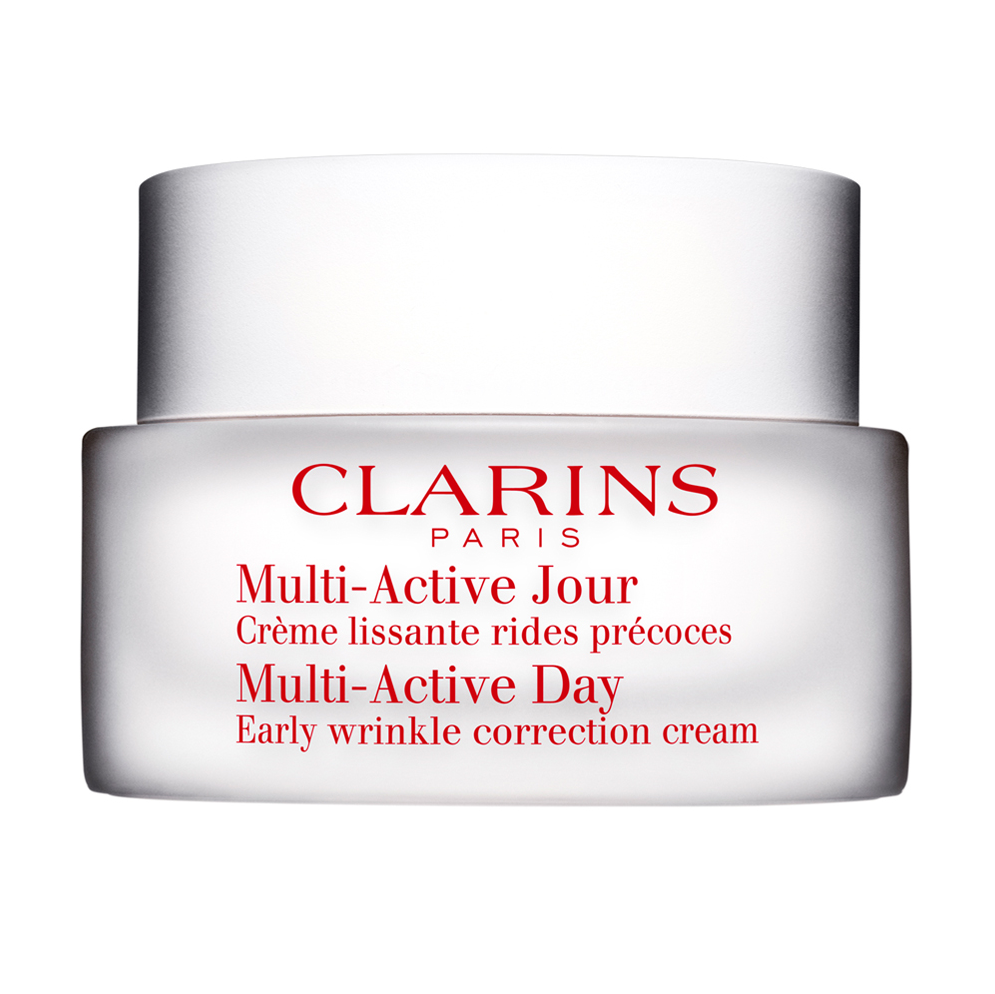 CLARINS
PARIS
Multi-Active Jour
Crème lissante rides précoces
Multi-Active Day
Early wrinkle correction cream